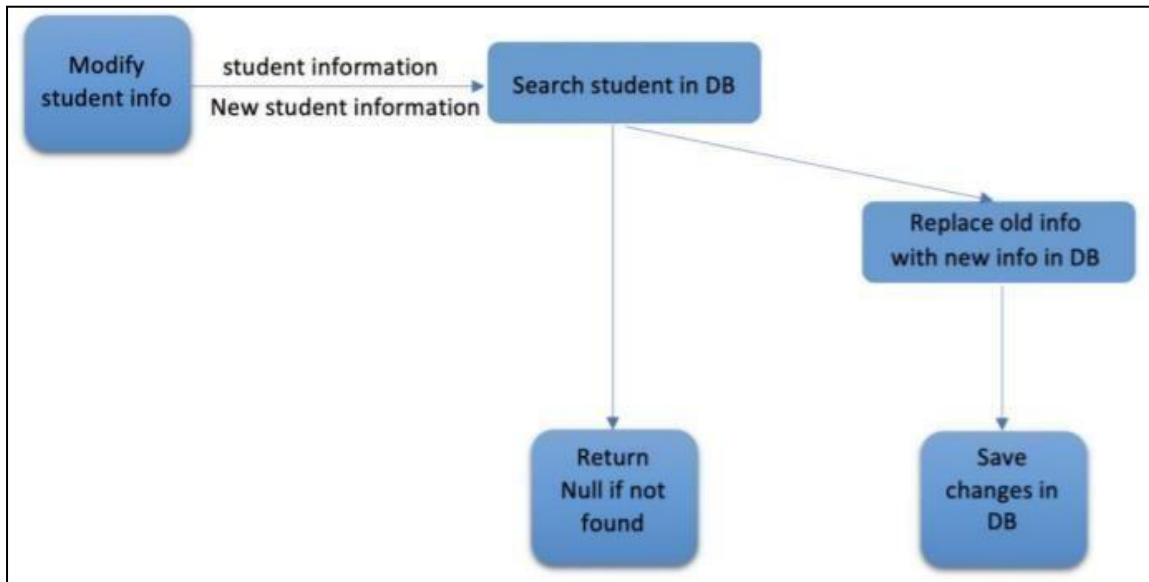 Modify
student info
student information
New student information
Search student in DB
Replace old info
with new info in DB
Return
Null if not
found
Save
changes in
DB